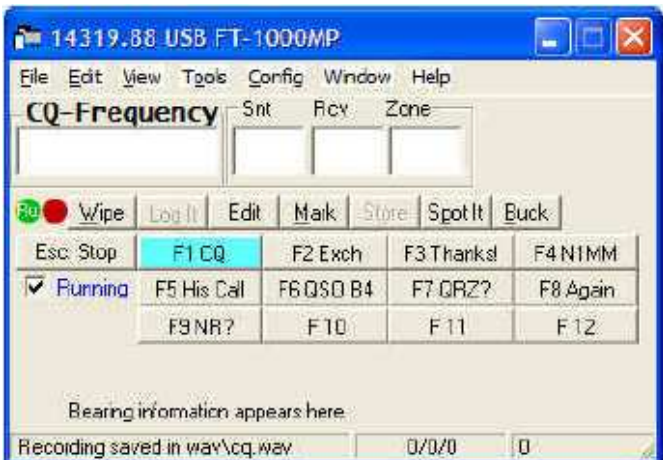 14319.88 USB FT-1000MP
File Edit View Tools Config Window Help
CQ-Frequency Snt Rcv Zone
Ru Wipe Log It Edit Mark Store Spot It Buck
Esc: Stop F1 CQ F2 Exch F3 Thanks! F4 N1MM
Running F5 His Call F6 QSO B4 F7 QRZ? F8 Again
F9 NR? F10 F11 F12
Bearing information appears here
Recording saved in wav\cq.wav 0/0/0 0